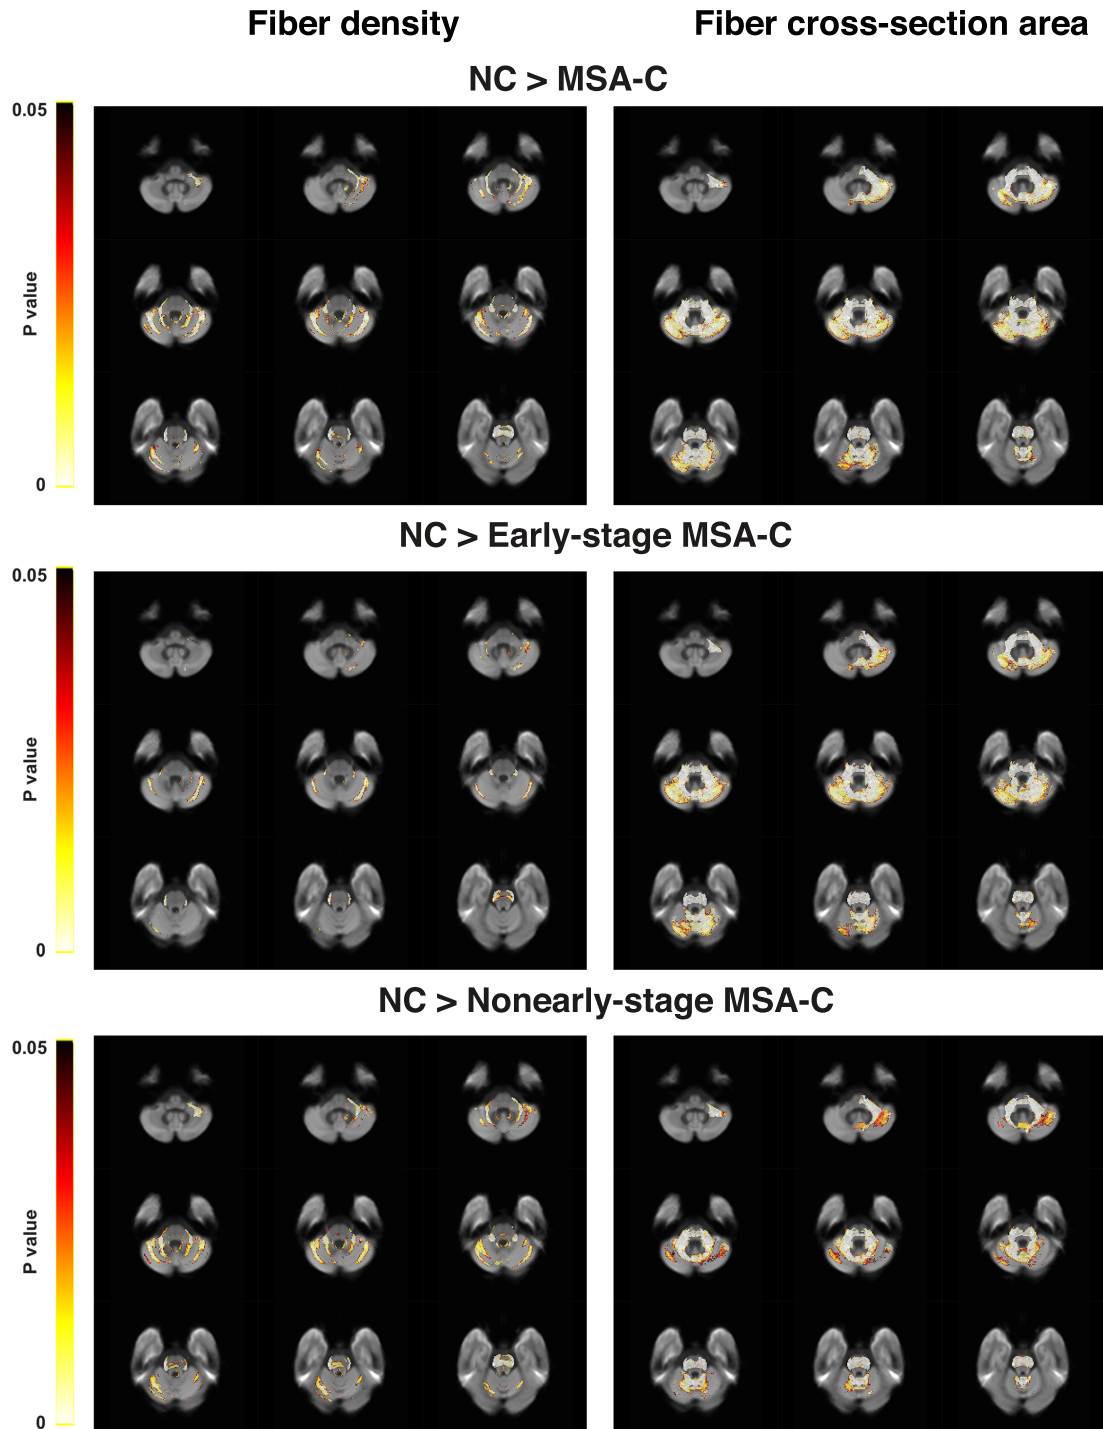 Fiber density
Fiber cross-section area
NC > MSA-C
0.05
P value
0
NC > Early-stage MSA-C
0.05
P value
0
NC > Nonearly-stage MSA-C
0.05
P value
0